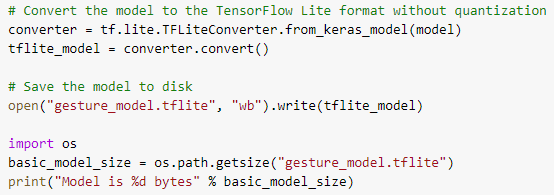 # Convert the model to the TensorFlow Lite format without quantization
converter = tf.lite.TFLiteConverter.from_keras_model(model)
tflite_model = converter.convert()

# Save the model to disk
open("gesture_model.tflite", "wb").write(tflite_model)

import os
basic_model_size = os.path.getsize("gesture_model.tflite")
print("Model is %d bytes" % basic_model_size)